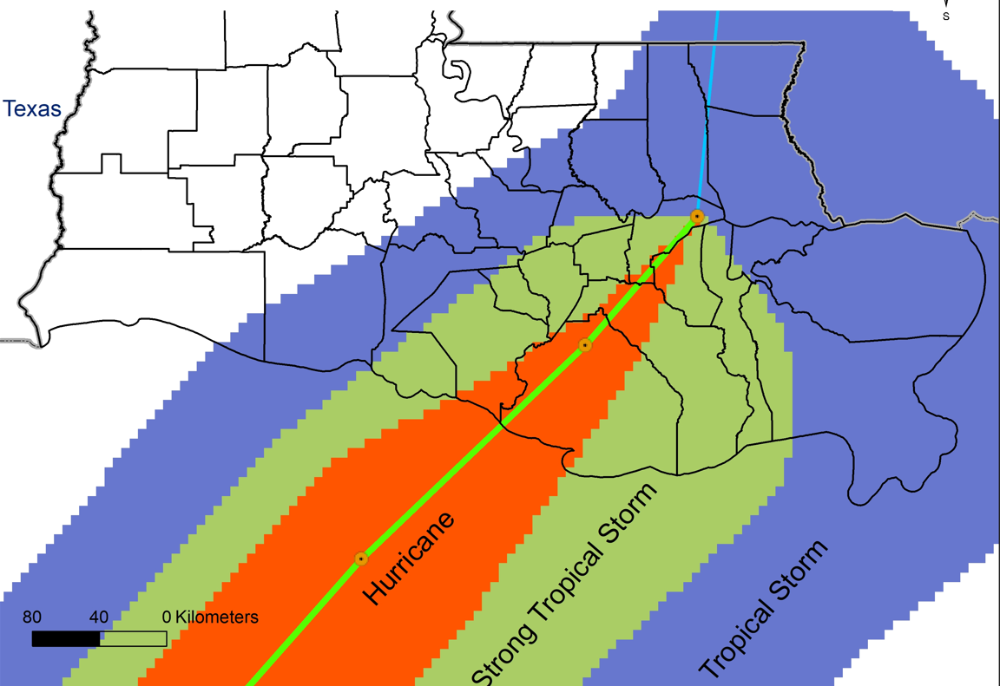 S
Texas
Hurricane
Strong Tropical Storm
Tropical Storm
80 40 0 Kilometers